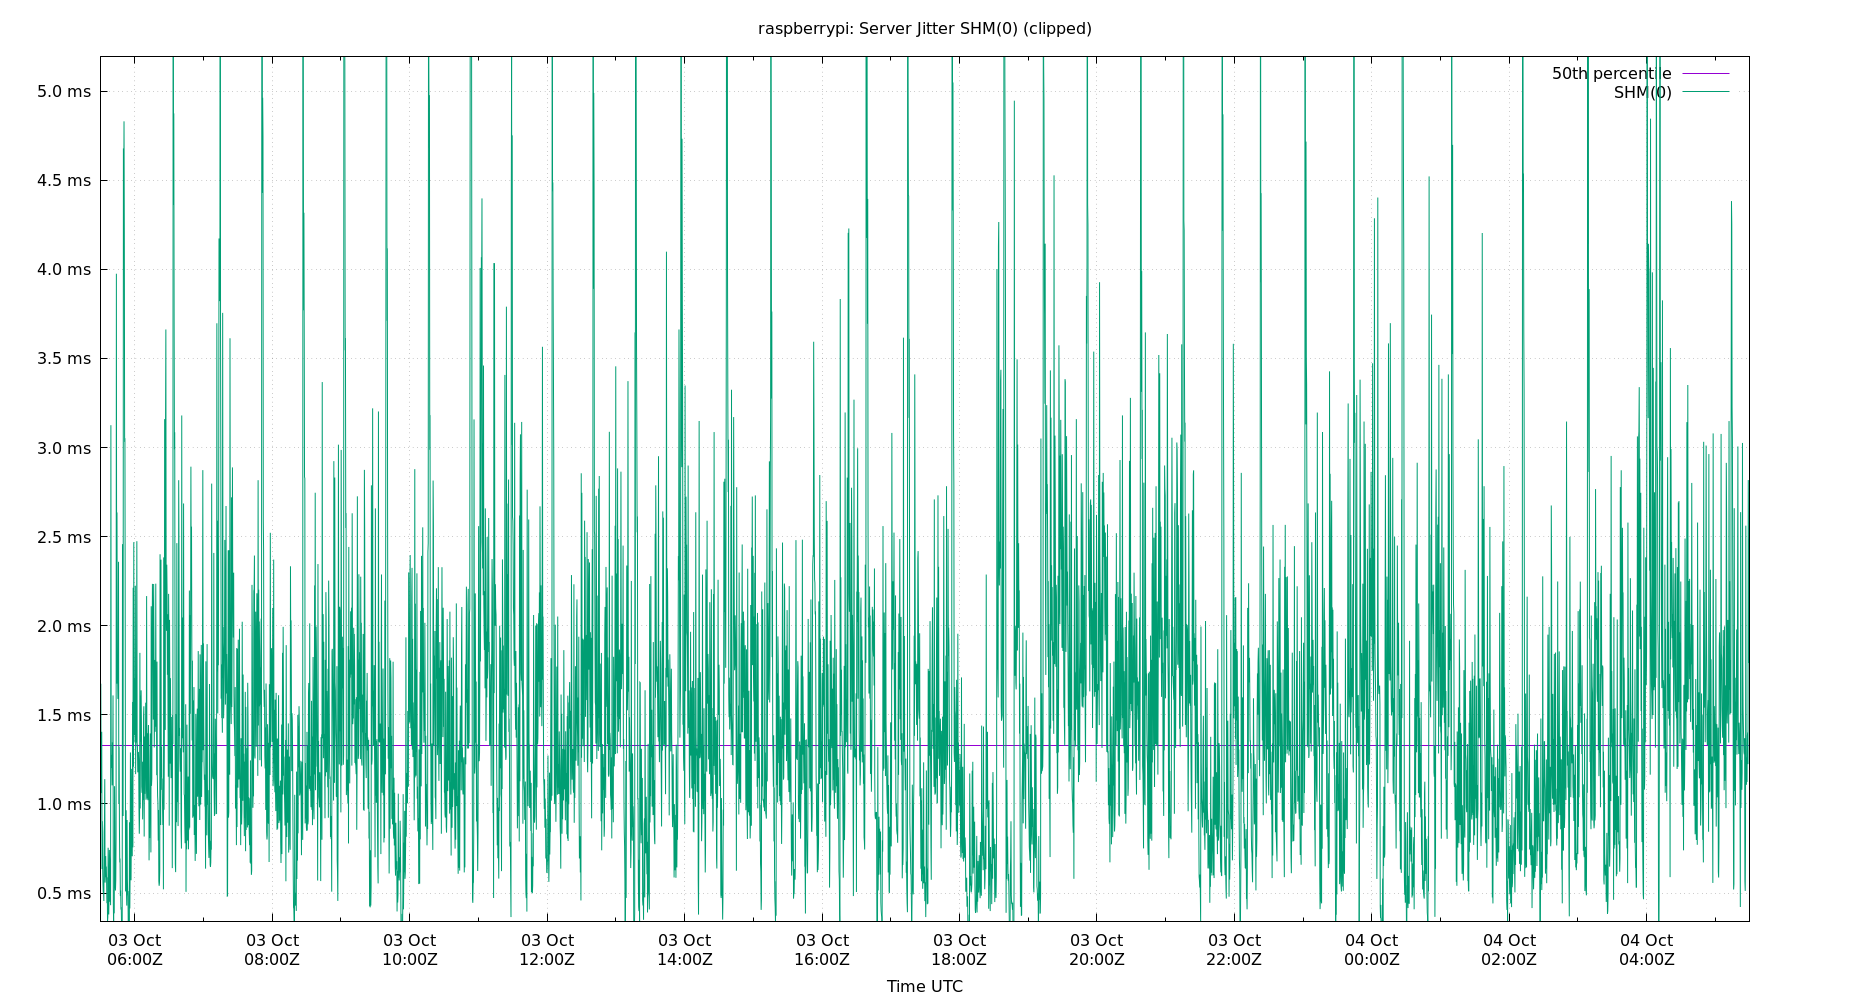 raspberrypi: Server Jitter SHM(0) (clipped)
50th percentile
SHM(0)
5.0 ms
4.5 ms
4.0 ms
3.5 ms
3.0 ms
2.5 ms
2.0 ms
1.5 ms
1.0 ms
0.5 ms
03 Oct 03 Oct 03 Oct 03 Oct 03 Oct 03 Oct 03 Oct 03 Oct 03 Oct 04 Oct 04 Oct 04 Oct
06:00Z 08:00Z 10:00Z 12:00Z 14:00Z 16:00Z 18:00Z 20:00Z 22:00Z 00:00Z 02:00Z 04:00Z
Time UTC